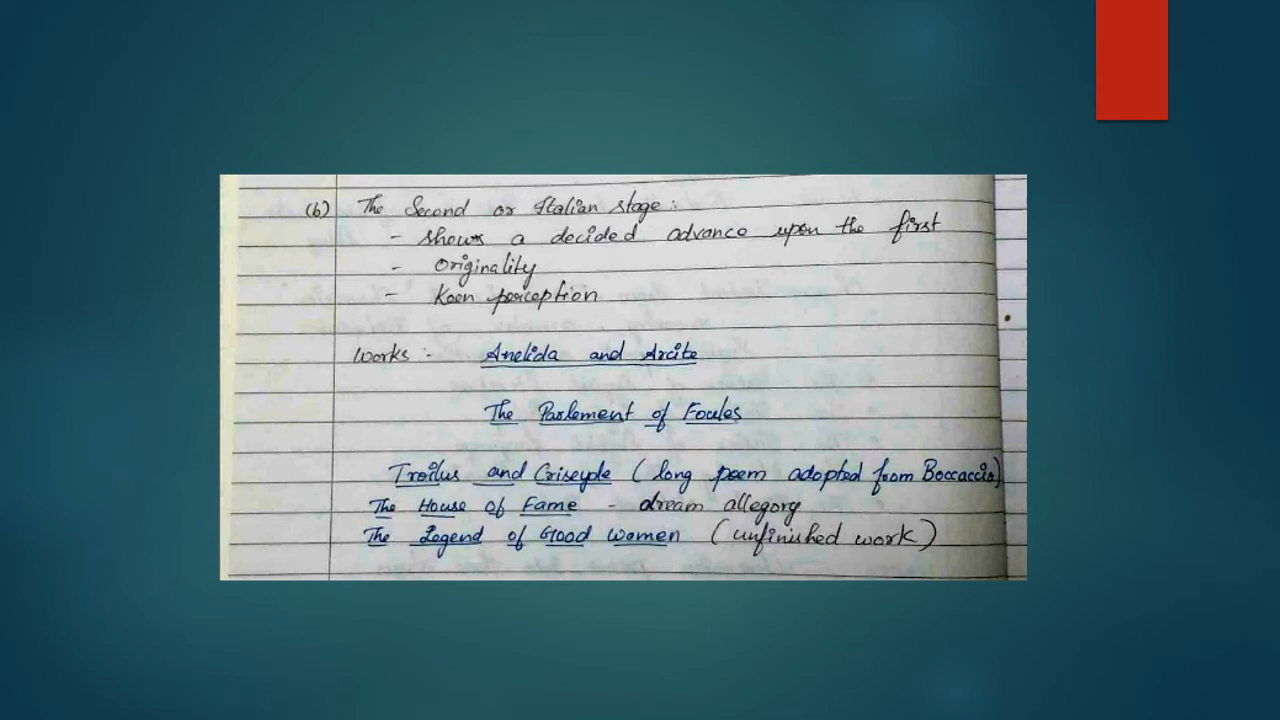 (b) The Second or Italian stage :
- shows a decided advance upon the first
- Originality
- Keen perception
Works :- Anelida and Arcite
The Parlement of Foules
Troilus and Criseyde (long poem adopted from Boccaccio)
The House of Fame - dream allegory
The Legend of Good women (unfinished work)